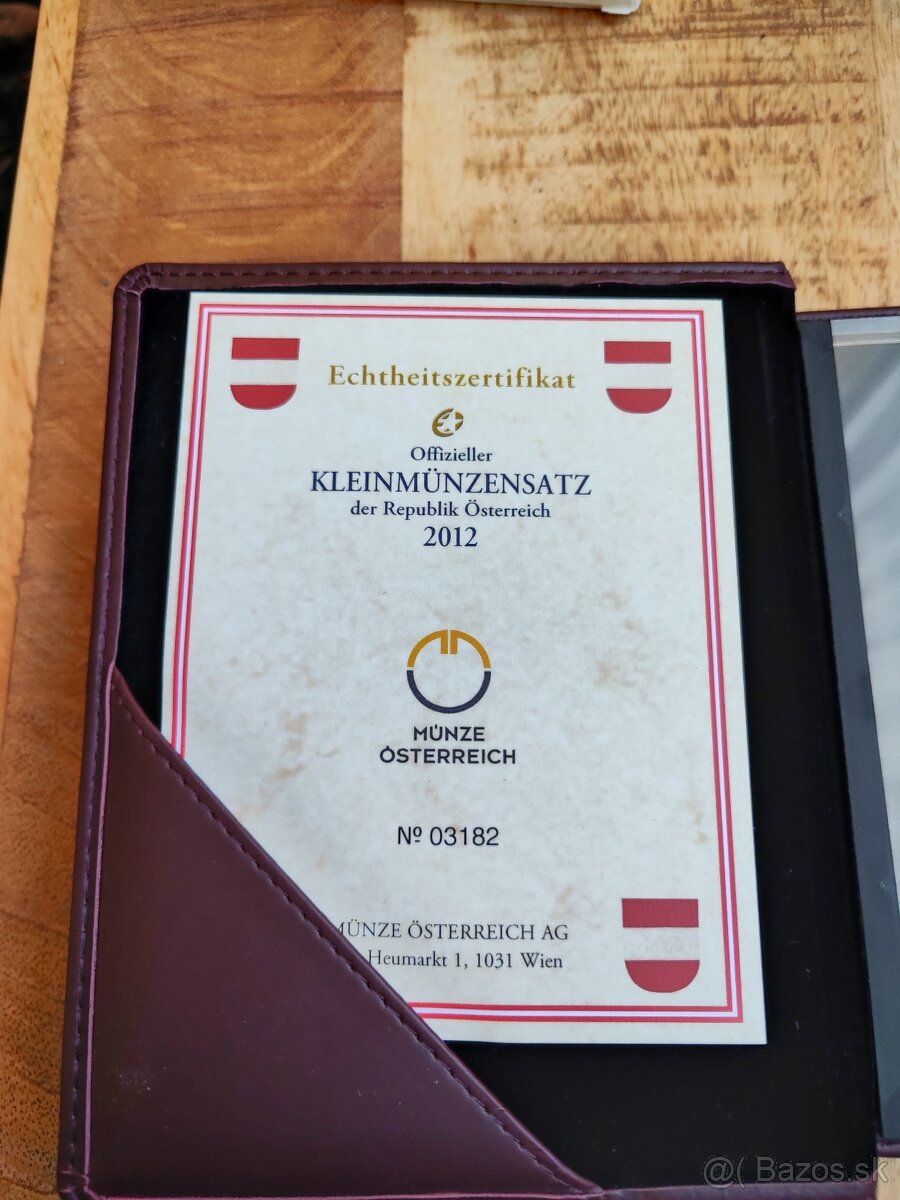 Echtheitszertifikat
Offizieller
KLEINMÜNZENSATZ
der Republik Österreich
2012
MÜNZE
ÖSTERREICH
Nº 03182
MÜNZE ÖSTERREICH AG
Heumarkt 1, 1031 Wien
@( Bazos.sk